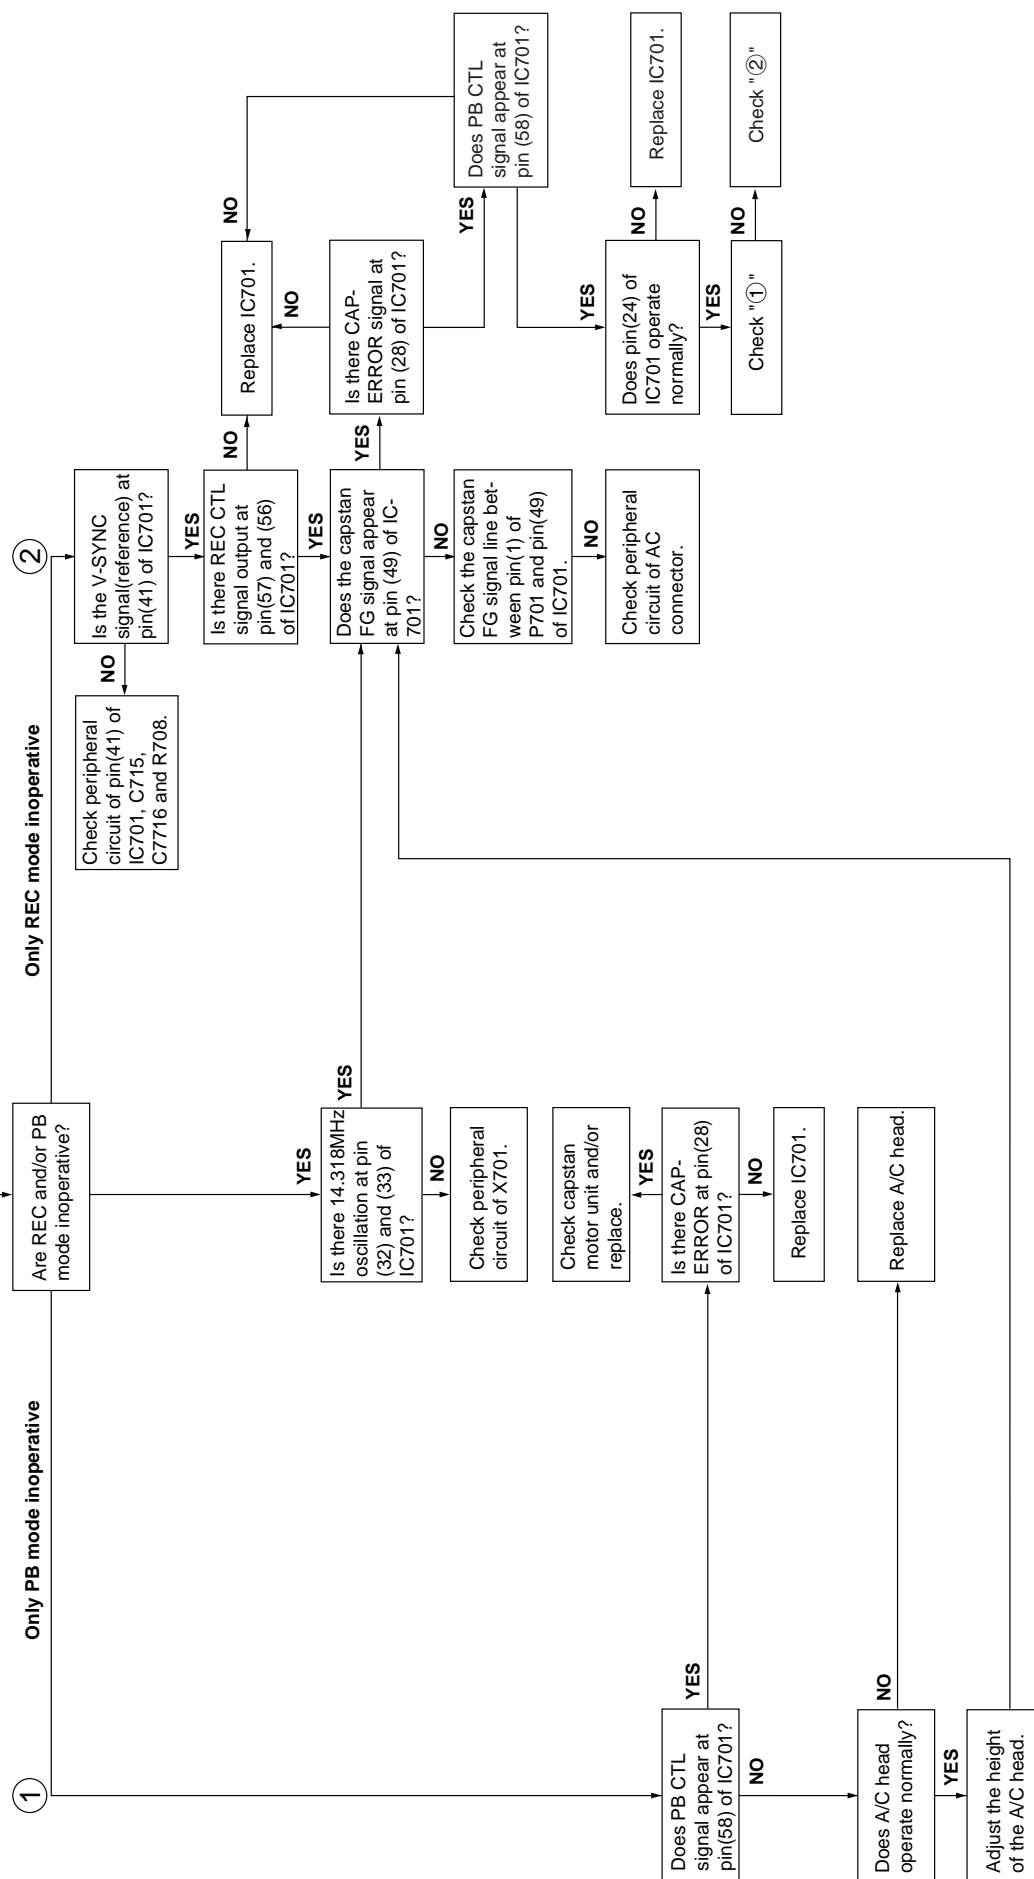 Are REC and/or PB
mode inoperative?
Only PB mode inoperative
①
Only REC mode inoperative
②
YES
Is there 14.318MHz
oscillation at pin
(32) and (33) of
IC701?
YES
NO
Check peripheral
circuit of X701.
Does PB CTL
signal appear at
pin(58) of IC701?
YES
NO
Is there CAP-
ERROR at pin(28)
of IC701?
YES
Check capstan
motor unit and/or
replace.
NO
Replace IC701.
Does A/C head
operate normally?
NO
Replace A/C head.
YES
Adjust the height
of the A/C head.
Is the V-SYNC
signal(reference) at
pin(41) of IC701?
NO
Check peripheral
circuit of pin(41) of
IC701, C715,
C7716 and R708.
YES
Is there REC CTL
signal output at
pin(57) and (56)
of IC701?
NO
Replace IC701.
YES
Does the capstan
FG signal appear
at pin (49) of IC-
701?
YES
Is there CAP-
ERROR signal at
pin (28) of IC701?
NO
YES
NO
Check the capstan
FG signal line bet-
ween pin(1) of
P701 and pin(49)
of IC701.
NO
Check peripheral
circuit of AC
connector.
Does PB CTL
signal appear at
pin (58) of IC701?
NO
YES
Does pin(24) of
IC701 operate
normally?
NO
Replace IC701.
YES
Check "①"
NO
Check "②"